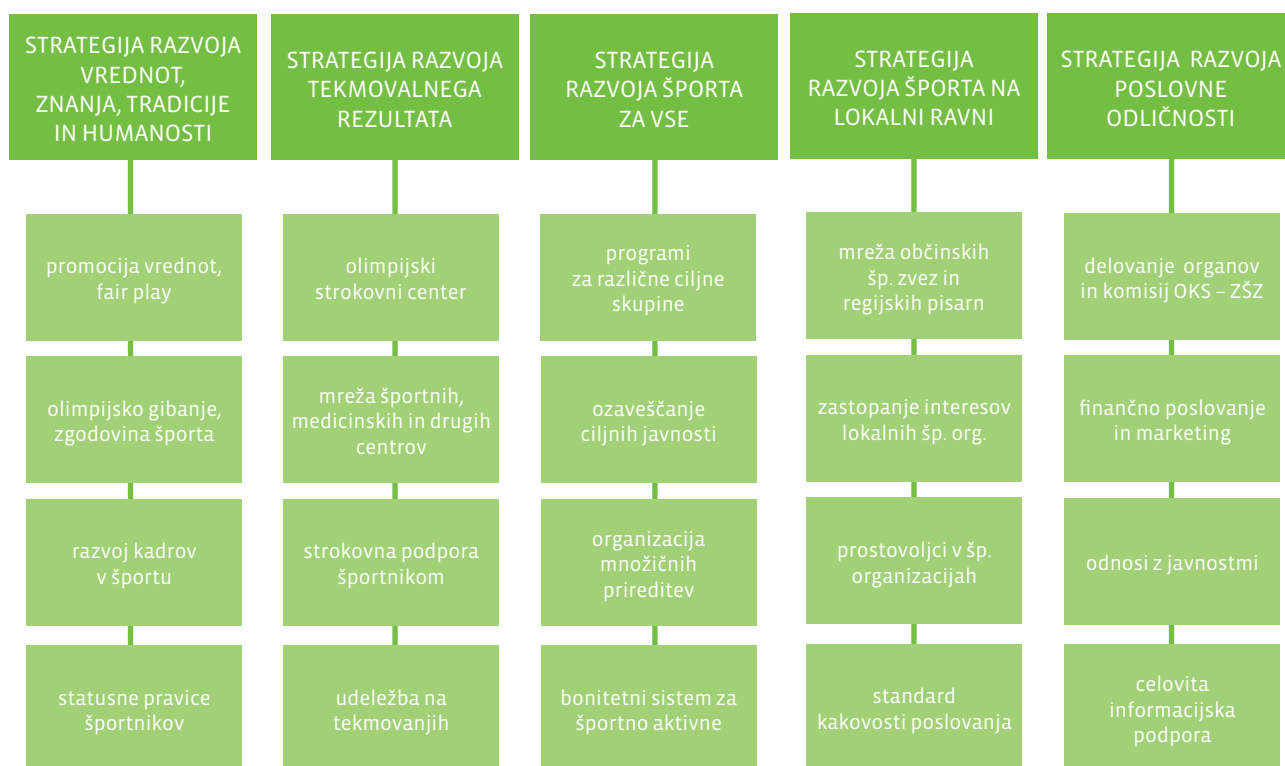 STRATEGIJA RAZVOJA
VREDNOT,
ZNANJA, TRADICIJE
IN HUMANOSTI
promocija vrednot,
fair play
olimpijsko gibanje,
zgodovina športa
razvoj kadrov
v športu
statusne pravice
športnikov
STRATEGIJA RAZVOJA
TEKMOVALNEGA
REZULTATA
olimpijski
strokovni center
mreža športnih,
medicinskih in drugih
centrov
strokovna podpora
športnikom
udeležba na
tekmovanjih
STRATEGIJA
RAZVOJA ŠPORTA
ZA VSE
programi
za različne ciljne
skupine
ozaveščanje
ciljnih javnosti
organizacija
množičnih
prireditev
bonitetni sistem za
športno aktivne
STRATEGIJA
RAZVOJA ŠPORTA NA
LOKALNI RAVNI
mreža občinskih
šp. zvez in
regijskih pisarn
zastopanje interesov
lokalnih šp. org.
prostovoljci v šp.
organizacijah
standard
kakovosti poslovanja
STRATEGIJA RAZVOJA
POSLOVNE
ODLIČNOSTI
delovanje organov
in komisij OKS – ZŠZ
finančno poslovanje
in marketing
odnosi z javnostmi
celovita
informacijska
podpora